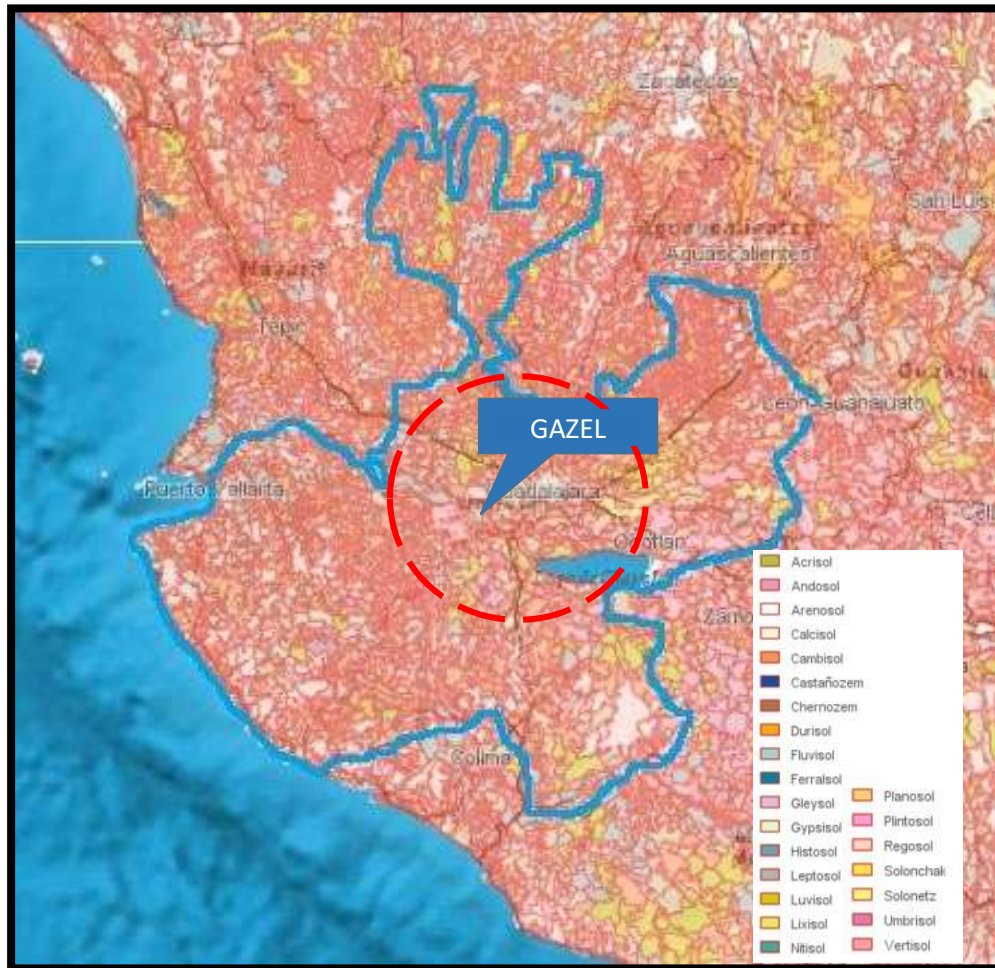 Zacatecas
San Luis
Aguascalientes
Aguascalientes
Nayarit
Tepic
León Guanajuato
GAZEL
Puerto Vallarta
Guadalajara
Ocotlan
Colima
Acrisol
Andosol
Arenosol
Calcisol
Cambisol
Castañozem
Chernozem
Durisol
Fluvisol
Ferralsol
Gleysol
Gypsisol
Histosol
Leptosol
Luvisol
Lixisol
Nitisol
Planosol
Plintosol
Regosol
Solonchak
Solonetz
Umbrisol
Vertisol